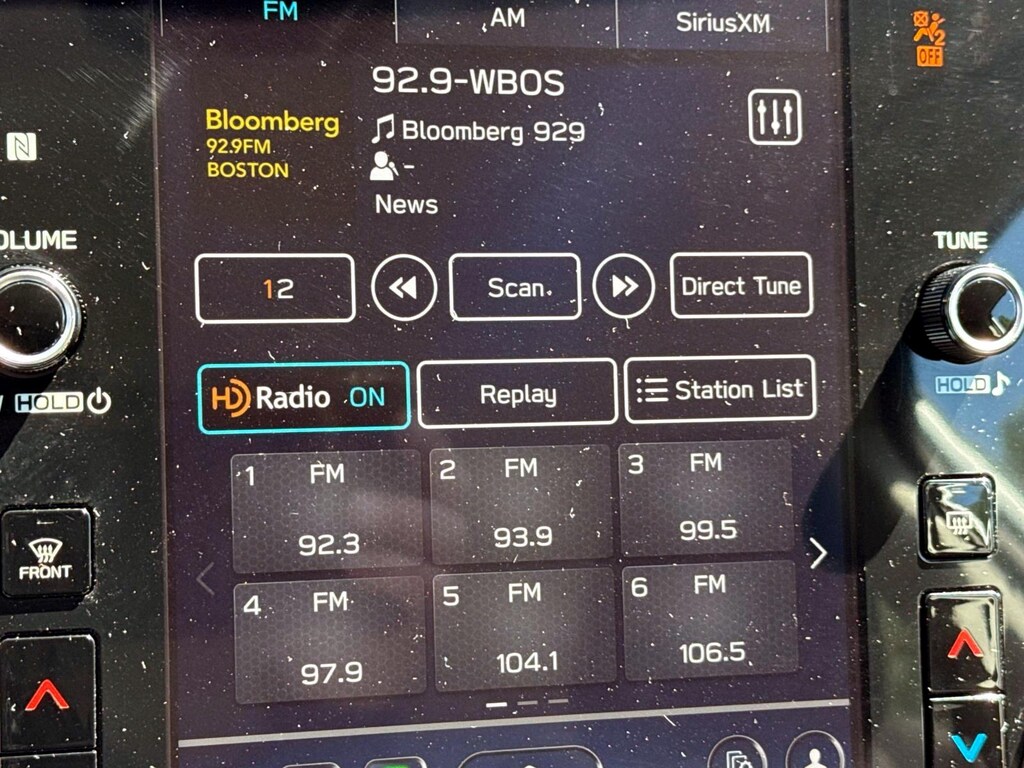 FM
AM
SiriusXM
2
OFF
92.9-WBOS
Bloomberg
92.9FM
BOSTON
Bloomberg 929
-
News
N
OLUME
TUNE
12
Scan
Direct Tune
HD Radio ON
Replay
Station List
HOLD
HOLD
1 FM
92.3
2 FM
93.9
3 FM
99.5
FRONT
4 FM
97.9
5 FM
104.1
6 FM
106.5